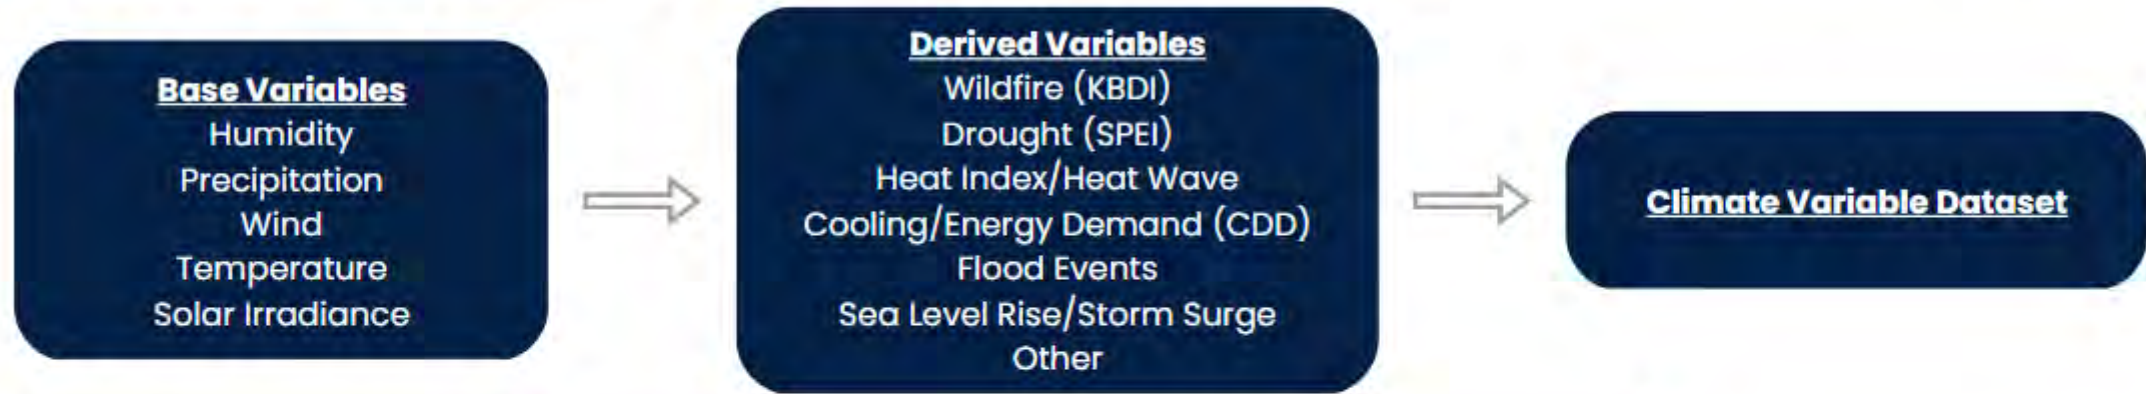 Base Variables
Humidity
Precipitation
Wind
Temperature
Solar Irradiance
Derived Variables
Wildfire (KBDI)
Drought (SPEI)
Heat Index/Heat Wave
Cooling/Energy Demand (CDD)
Flood Events
Sea Level Rise/Storm Surge
Other
Climate Variable Dataset